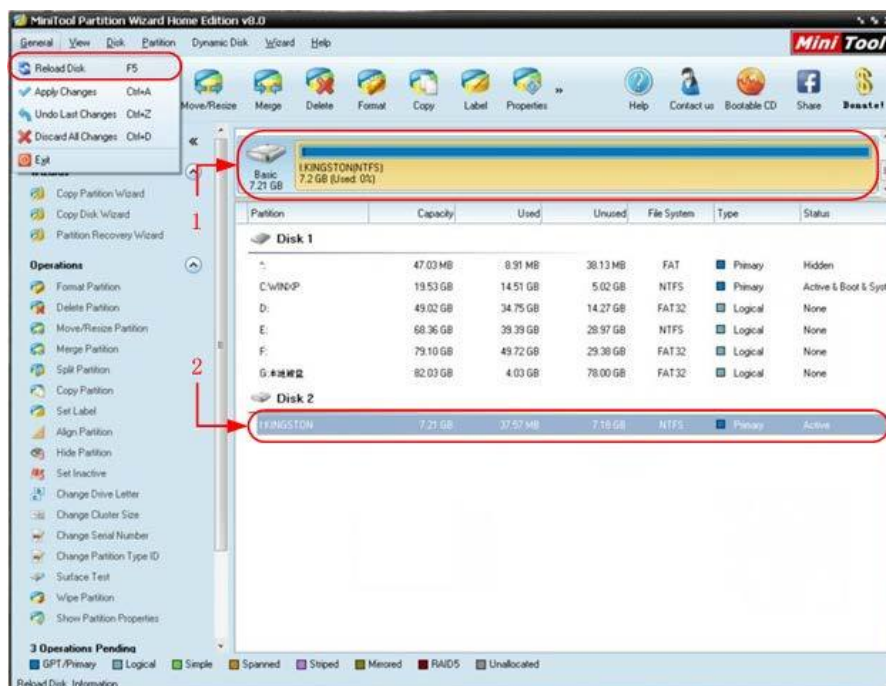 MiniTool Partition Wizard Home Edition v8.0
General View Disk Partition Dynamic Disk Wizard Help
Mini Tool
Reload Disk F5
Apply Changes Ctrl+A
Undo Last Changes Ctrl+Z
Discard All Changes Ctrl+D
Exit
Move/Resize Merge Delete Format Copy Label Properties » Help Contact us Bootable CD Share Donate!
«
Basic
7.21 GB
I:KINGSTON(NTFS)
7.2 GB (Used: 0%)
1
Copy Partition Wizard
Copy Disk Wizard
Partition Recovery Wizard
Operations
Format Partition
Delete Partition
Move/Resize Partition
Merge Partition
Split Partition
Copy Partition
Set Label
Align Partition
Hide Partition
Set Inactive
Change Drive Letter
Change Cluster Size
Change Serial Number
Change Partition Type ID
Surface Test
Wipe Partition
Show Partition Properties
3 Operations Pending
2
Partition Capacity Used Unused File System Type Status
Disk 1
*: 47.03 MB 8.91 MB 38.13 MB FAT Primary Hidden
C:WINXP 19.53 GB 14.51 GB 5.02 GB NTFS Primary Active & Boot & Syst
D: 49.02 GB 34.75 GB 14.27 GB FAT32 Logical None
E: 68.36 GB 39.39 GB 28.97 GB NTFS Logical None
F: 79.10 GB 49.72 GB 29.38 GB FAT32 Logical None
G:本地磁盘 82.03 GB 4.03 GB 78.00 GB FAT32 Logical None
Disk 2
I:KINGSTON 7.21 GB 37.57 MB 7.18 GB NTFS Primary Active
GPT/Primary Logical Simple Spanned Striped Mirrored RAID5 Unallocated
Reload Disk Information